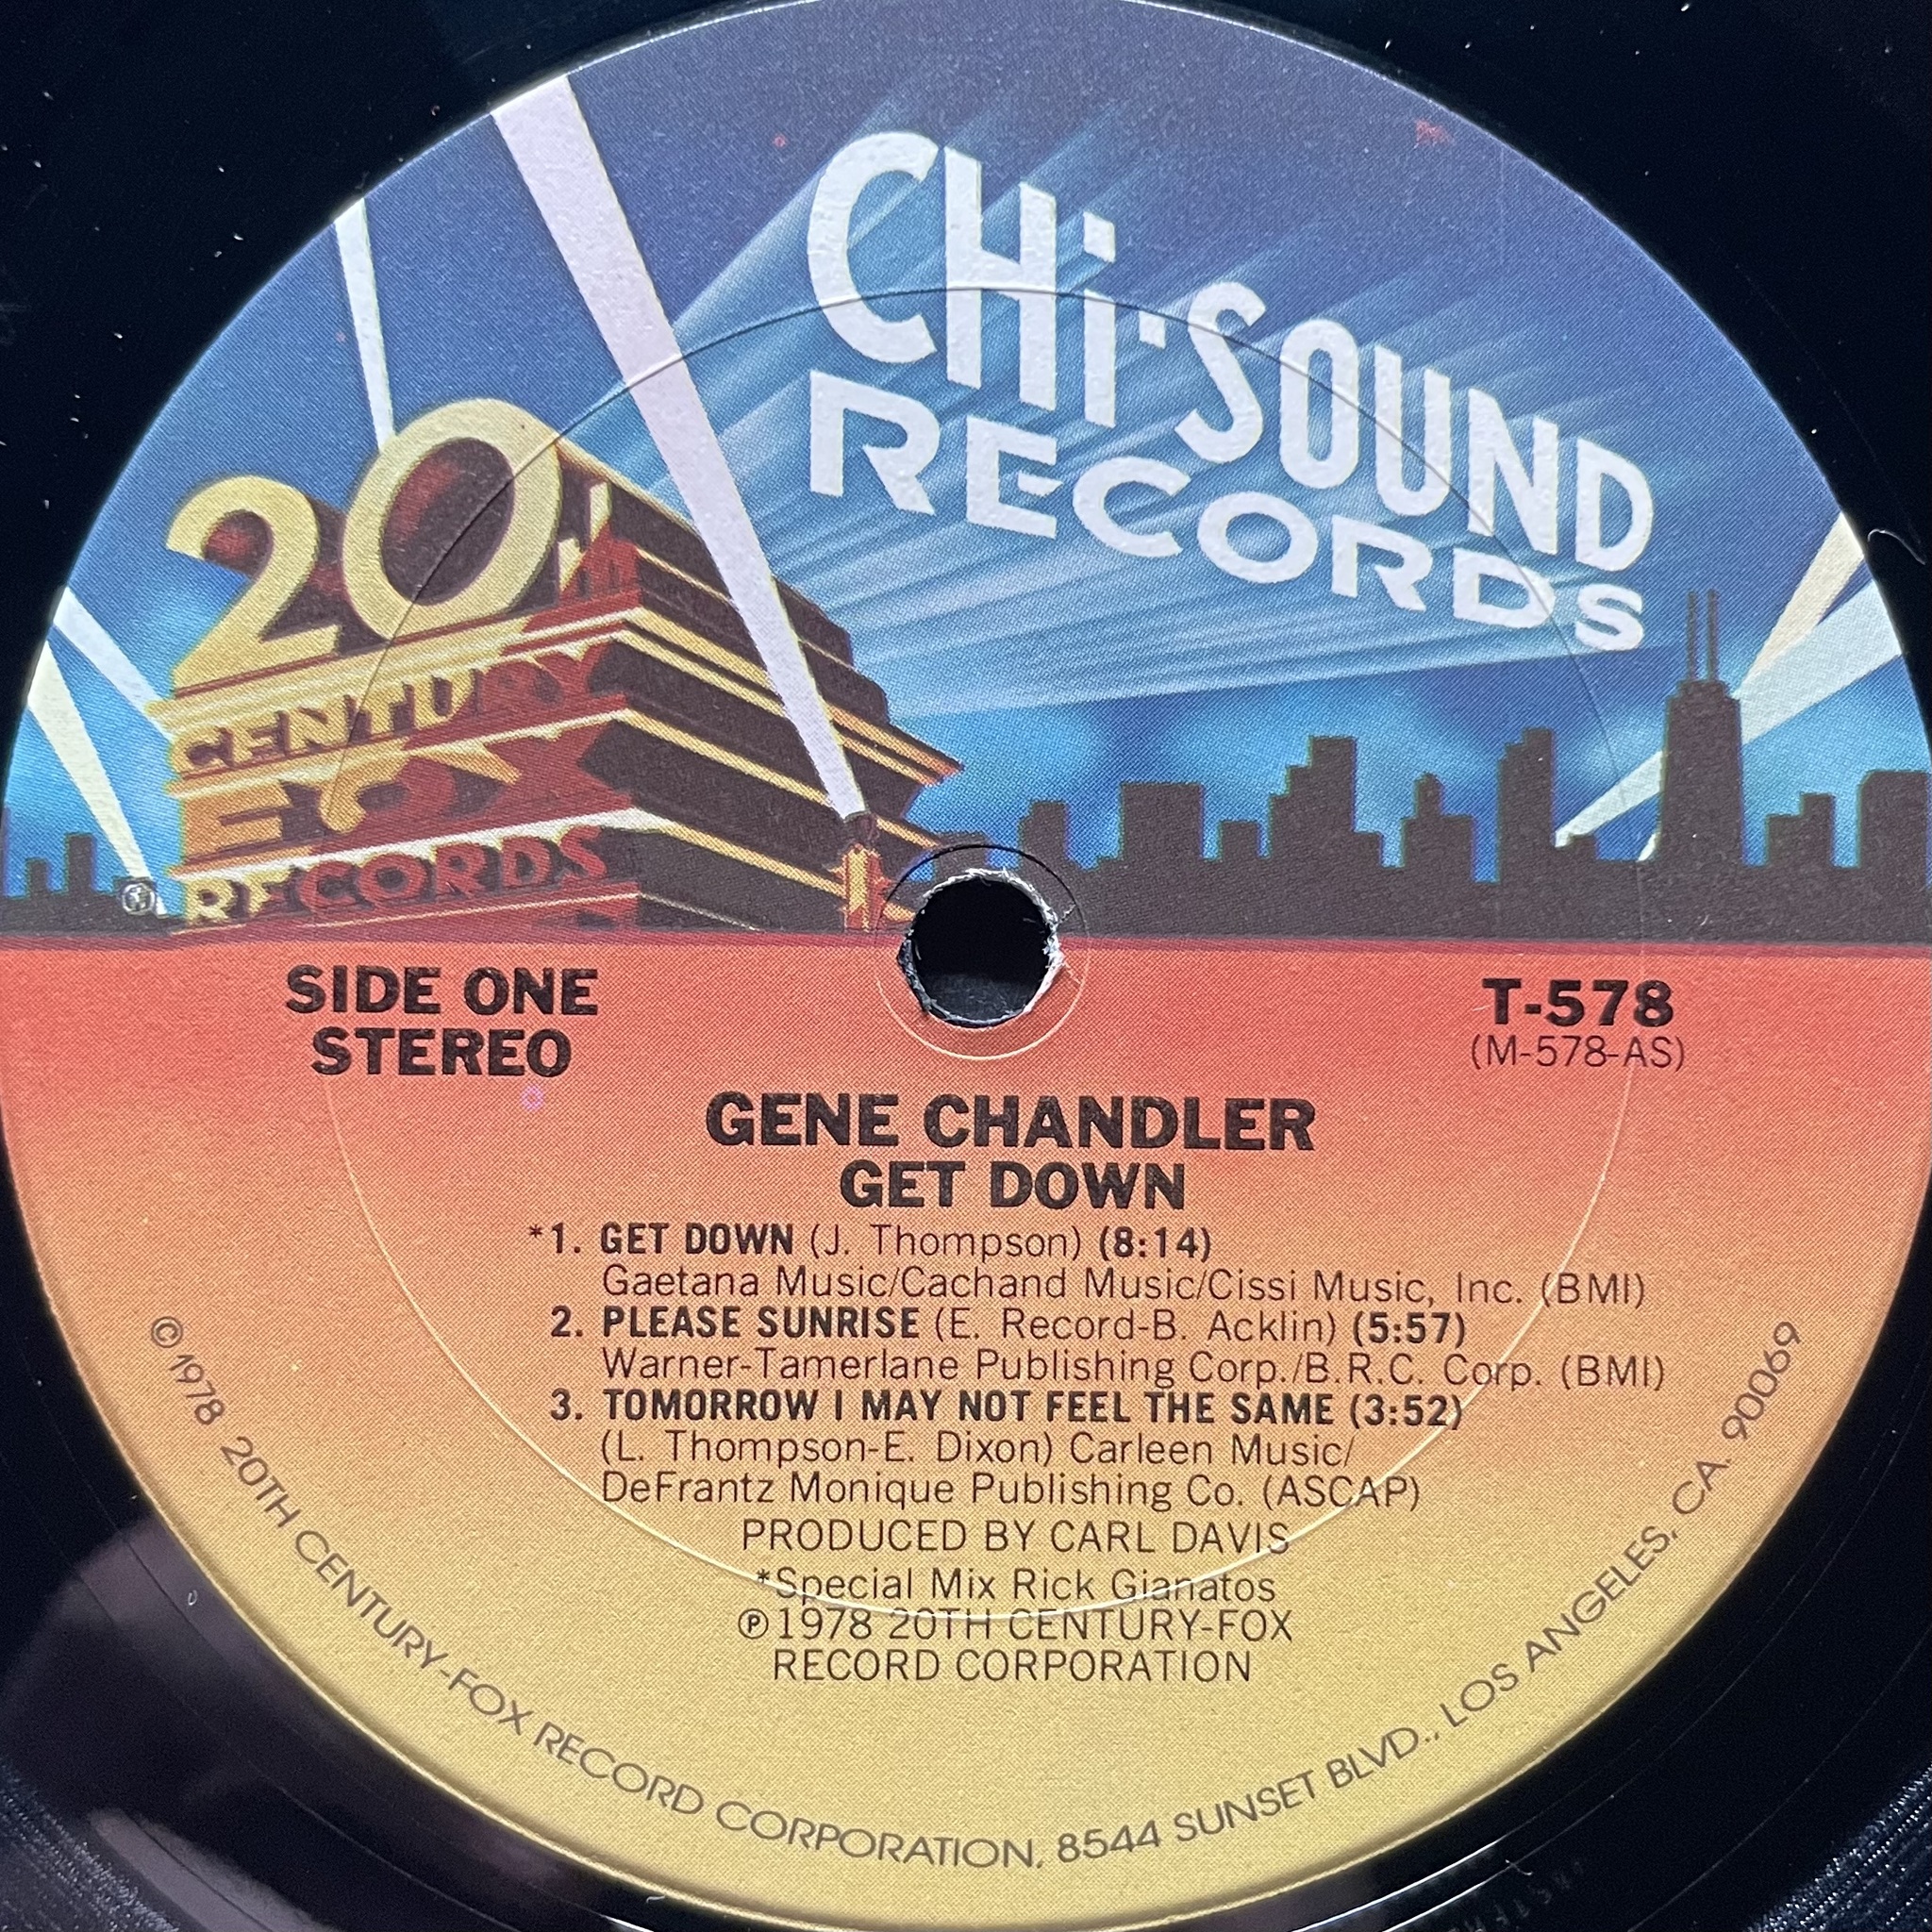 CHi-SOUND
RECORDS
20
CENTURY
FOX
RECORDS
SIDE ONE
STEREO
T-578
(M-578-AS)
GENE CHANDLER
GET DOWN
*1. GET DOWN (J. Thompson) (8:14)
Gaetana Music/Cachand Music/Cissi Music, Inc. (BMI)
2. PLEASE SUNRISE (E. Record-B. Acklin) (5:57)
Warner-Tamerlane Publishing Corp./B.R.C. Corp. (BMI)
3. TOMORROW I MAY NOT FEEL THE SAME (3:52)
(L. Thompson-E. Dixon) Carleen Music/
DeFrantz Monique Publishing Co. (ASCAP)
PRODUCED BY CARL DAVIS
*Special Mix Rick Gianatos
℗1978 20TH CENTURY-FOX
RECORD CORPORATION
©1978 20TH CENTURY-FOX RECORD CORPORATION, 8544 SUNSET BLVD., LOS ANGELES, CA. 90069